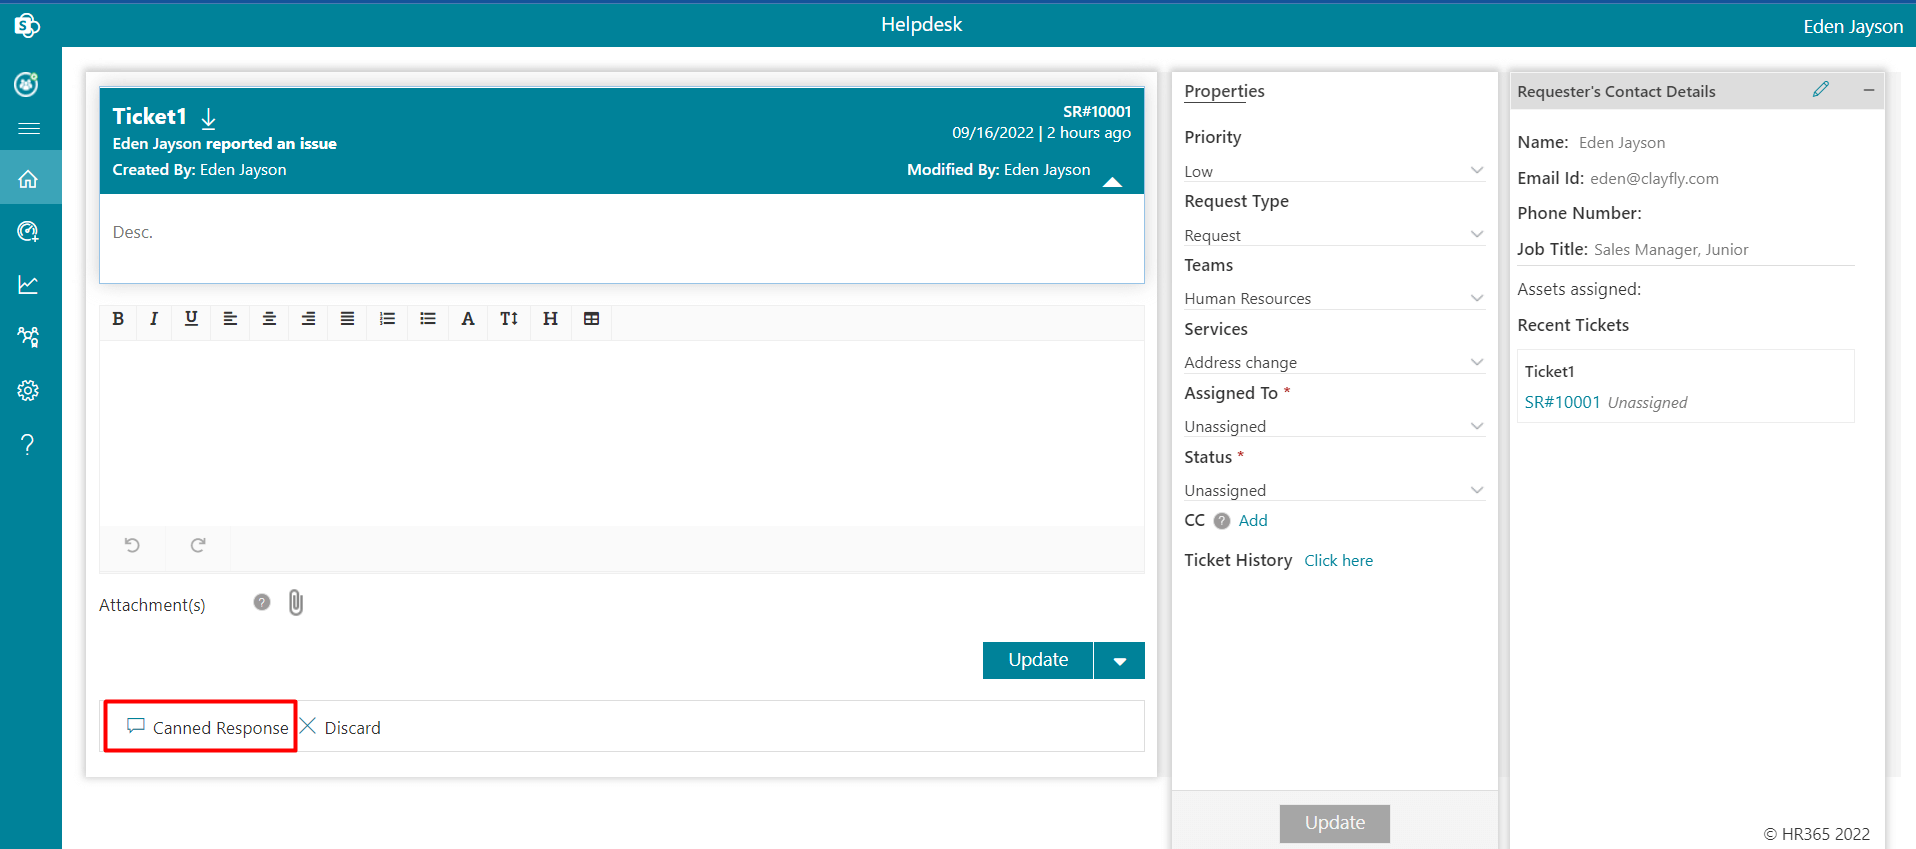 Helpdesk
Eden Jayson
Ticket1
SR#10001
Eden Jayson reported an issue
09/16/2022 | 2 hours ago
Created By: Eden Jayson
Modified By: Eden Jayson
Desc.
B I U A T H
Attachment(s) ?
Update
Canned Response
Discard
Properties
Priority
Low
Request Type
Request
Teams
Human Resources
Services
Address change
Assigned To *
Unassigned
Status *
Unassigned
CC ? Add
Ticket History Click here
Update
Requester's Contact Details
Name: Eden Jayson
Email Id: eden@clayfly.com
Phone Number:
Job Title: Sales Manager, Junior
Assets assigned:
Recent Tickets
Ticket1
SR#10001 Unassigned
© HR365 2022